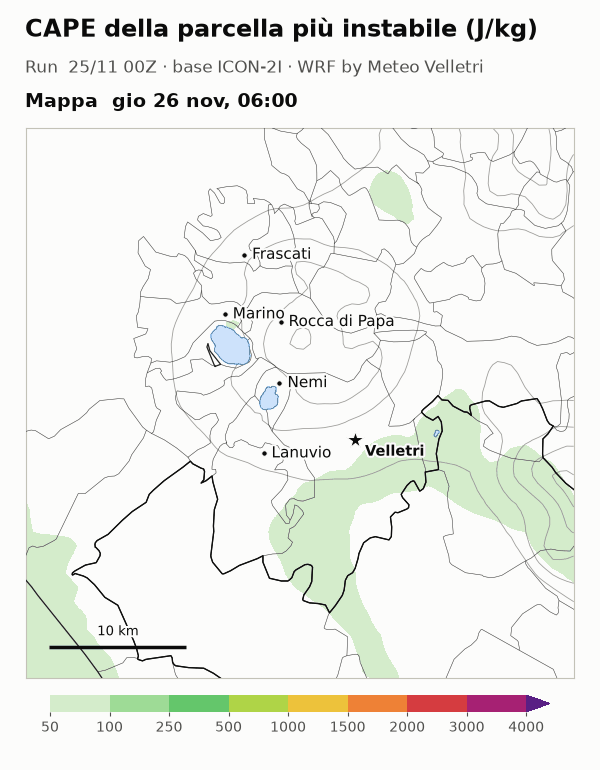 CAPE della parcella più instabile (J/kg)
Run  25/11 00Z · base ICON-2I · WRF by Meteo Velletri
Mappa  gio 26 nov, 06:00
Frascati
Marino
Rocca di Papa
Nemi
Velletri
Lanuvio
10 km
50 100 250 500 1000 1500 2000 3000 4000